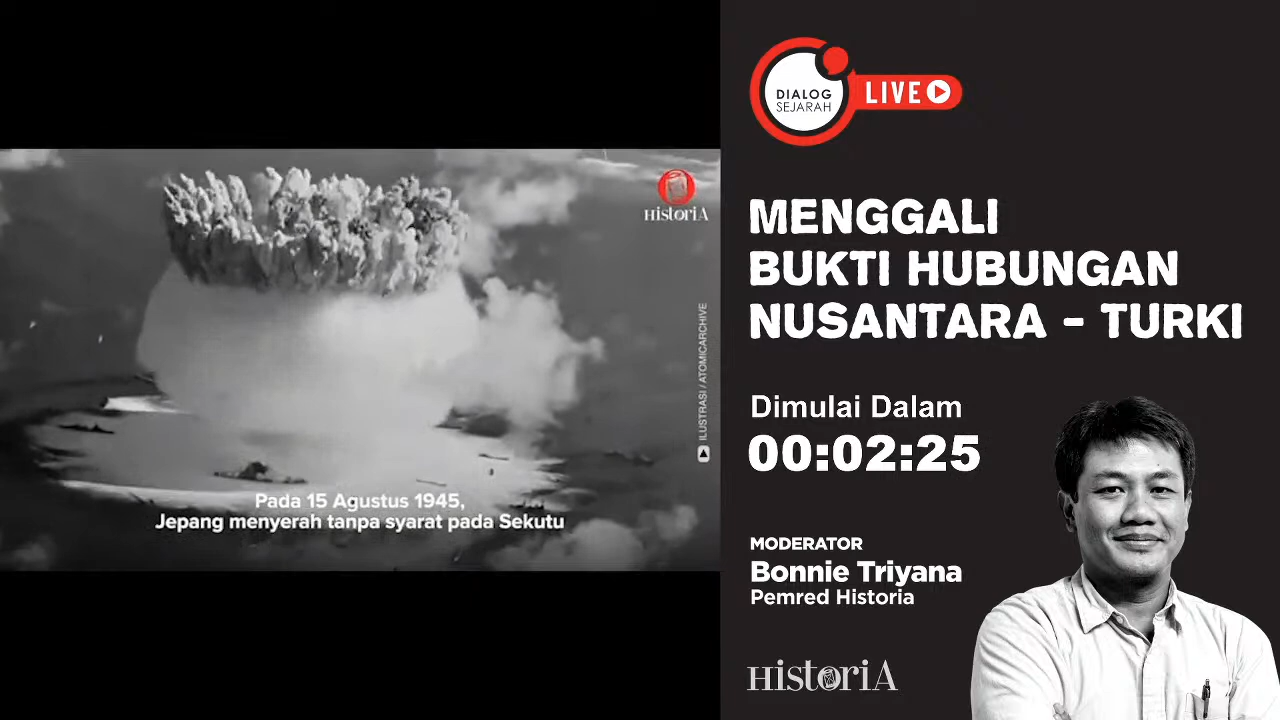 HistoriA
ILUSTRASI / ATOMICARCHIVE
Pada 15 Agustus 1945,
Jepang menyerah tanpa syarat pada Sekutu
DIALOG
SEJARAH
LIVE
MENGGALI
BUKTI HUBUNGAN
NUSANTARA - TURKI
Dimulai Dalam
00:02:25
MODERATOR
Bonnie Triyana
Pemred Historia
HistoriA